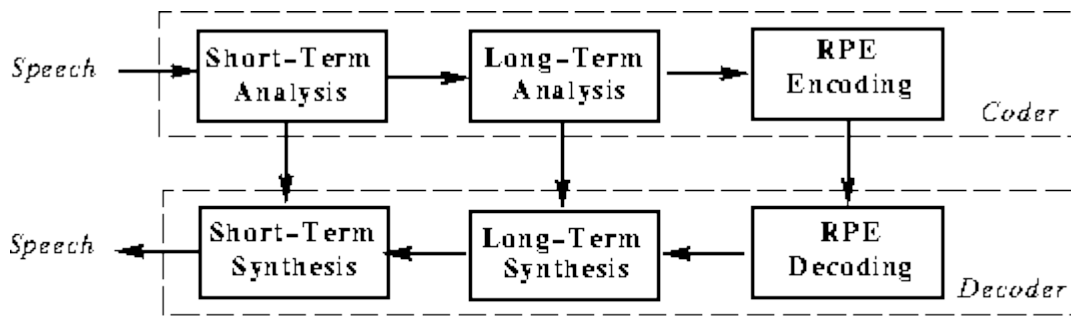 Speech
Short-Term
Analysis
Long-Term
Analysis
RPE
Encoding
Coder
Speech
Short-Term
Synthesis
Long-Term
Synthesis
RPE
Decoding
Decoder